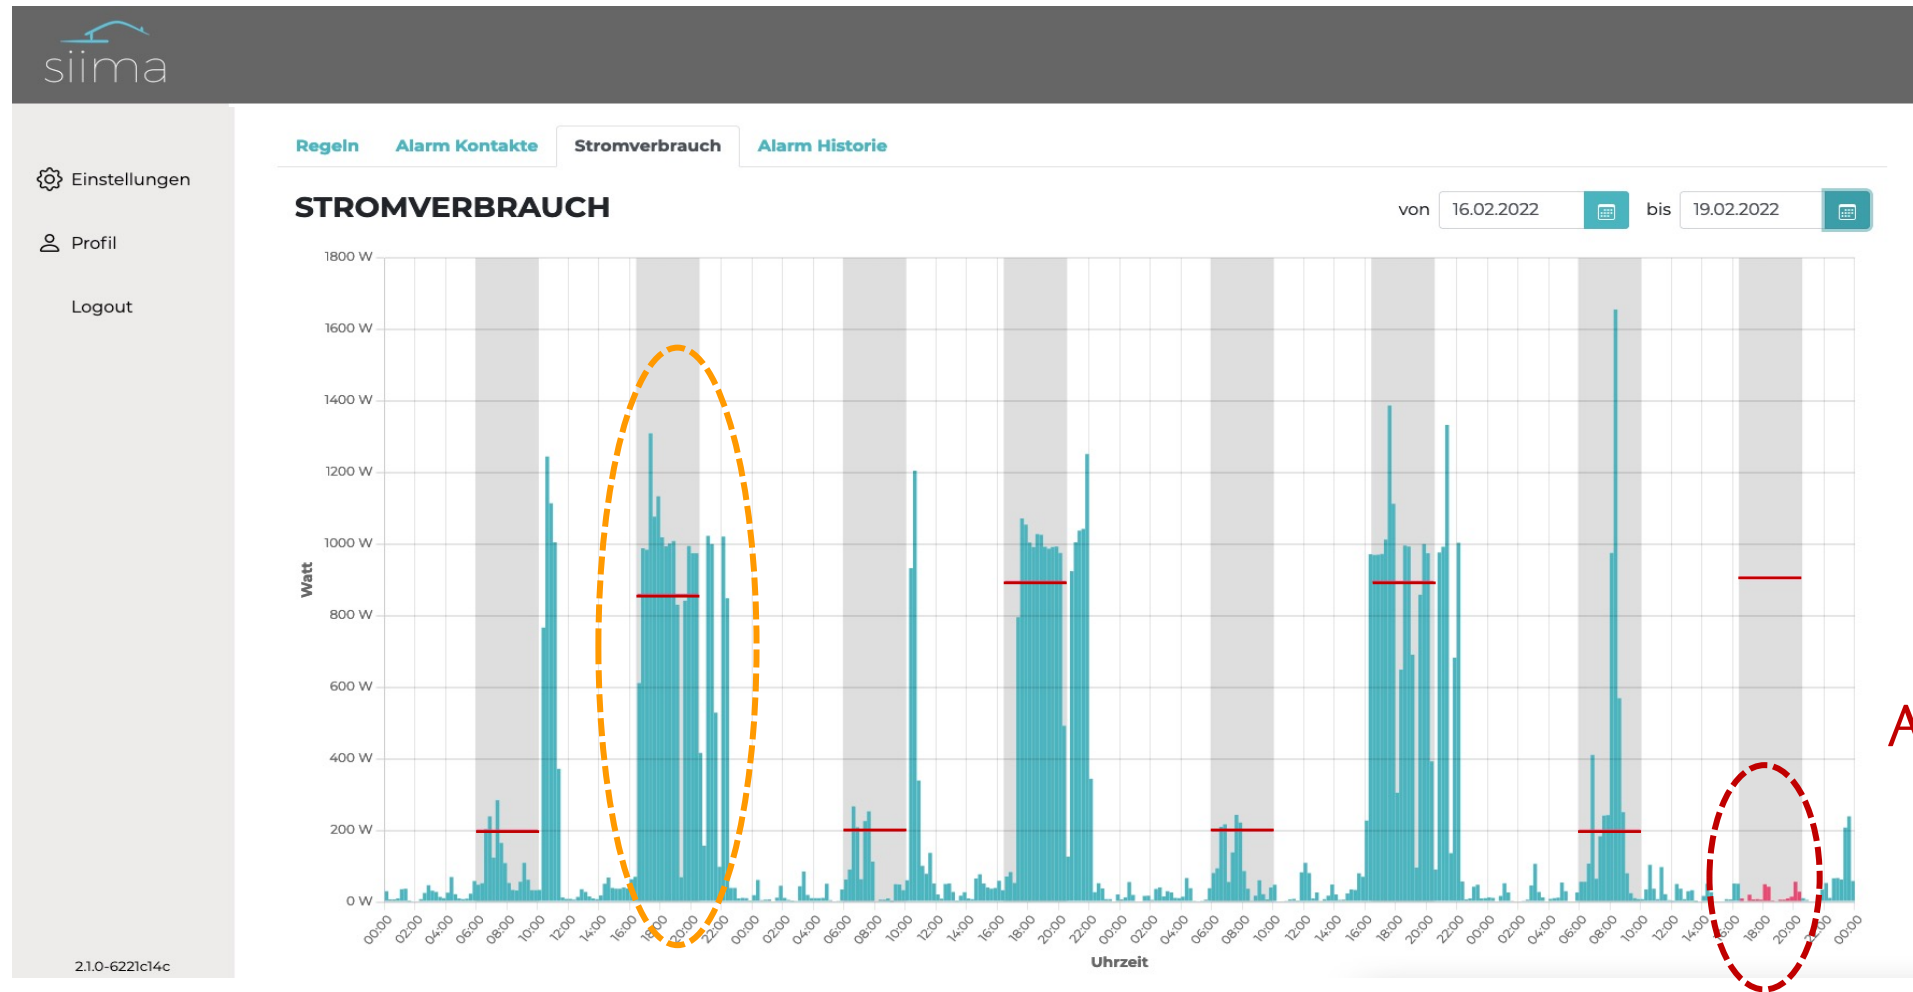 siima
Regeln Alarm Kontakte Stromverbrauch Alarm Historie
Einstellungen
Profil
Logout
STROMVERBRAUCH
von 16.02.2022 bis 19.02.2022
1800 W
1600 W
1400 W
1200 W
1000 W
800 W
600 W
400 W
200 W
0 W
Watt
A
00:00 02:00 04:00 06:00 08:00 10:00 12:00 14:00 16:00 18:00 20:00 22:00 00:00 02:00 04:00 06:00 08:00 10:00 12:00 14:00 16:00 18:00 20:00 22:00 00:00 02:00 04:00 06:00 08:00 10:00 12:00 14:00 16:00 18:00 20:00 22:00 00:00 02:00 04:00 06:00 08:00 10:00 12:00 14:00 16:00 18:00 20:00 22:00 00:00
Uhrzeit
2.1.0-6221c14c